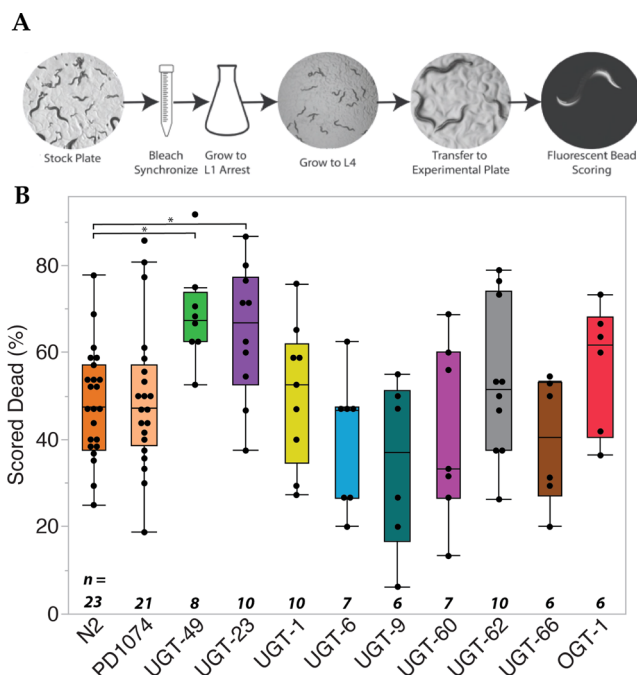 A
Stock Plate
Bleach
Synchronize
Grow to
L1 Arrest
Grow to L4
Transfer to
Experimental Plate
Fluorescent Bead
Scoring
B
*
*
Scored Dead (%)
80
60
40
20
0
n =
23 21 8 10 10 7 6 7 10 6 6
N2 PD1074 UGT-49 UGT-23 UGT-1 UGT-6 UGT-9 UGT-60 UGT-62 UGT-66 OGT-1